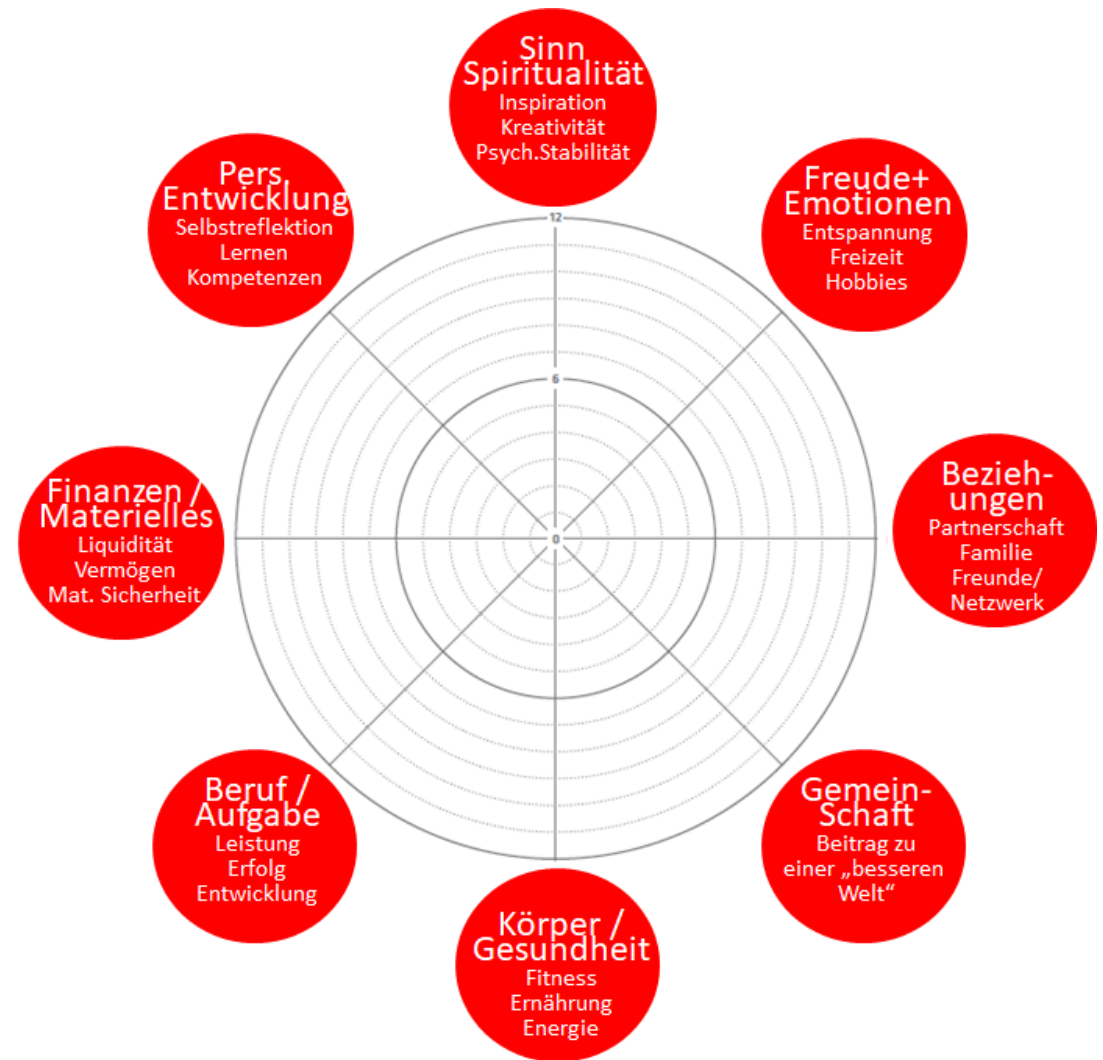 Sinn
Spiritualität
Inspiration
Kreativität
Psych.Stabilität
Freude+
Emotionen
Entspannung
Freizeit
Hobbies
Bezieh-
ungen
Partnerschaft
Familie
Freunde/
Netzwerk
Gemein-
Schaft
Beitrag zu
einer „besseren
Welt“
Körper /
Gesundheit
Fitness
Ernährung
Energie
Beruf /
Aufgabe
Leistung
Erfolg
Entwicklung
Finanzen /
Materielles
Liquidität
Vermögen
Mat. Sicherheit
Pers.
Entwicklung
Selbstreflektion
Lernen
Kompetenzen
12
6
0